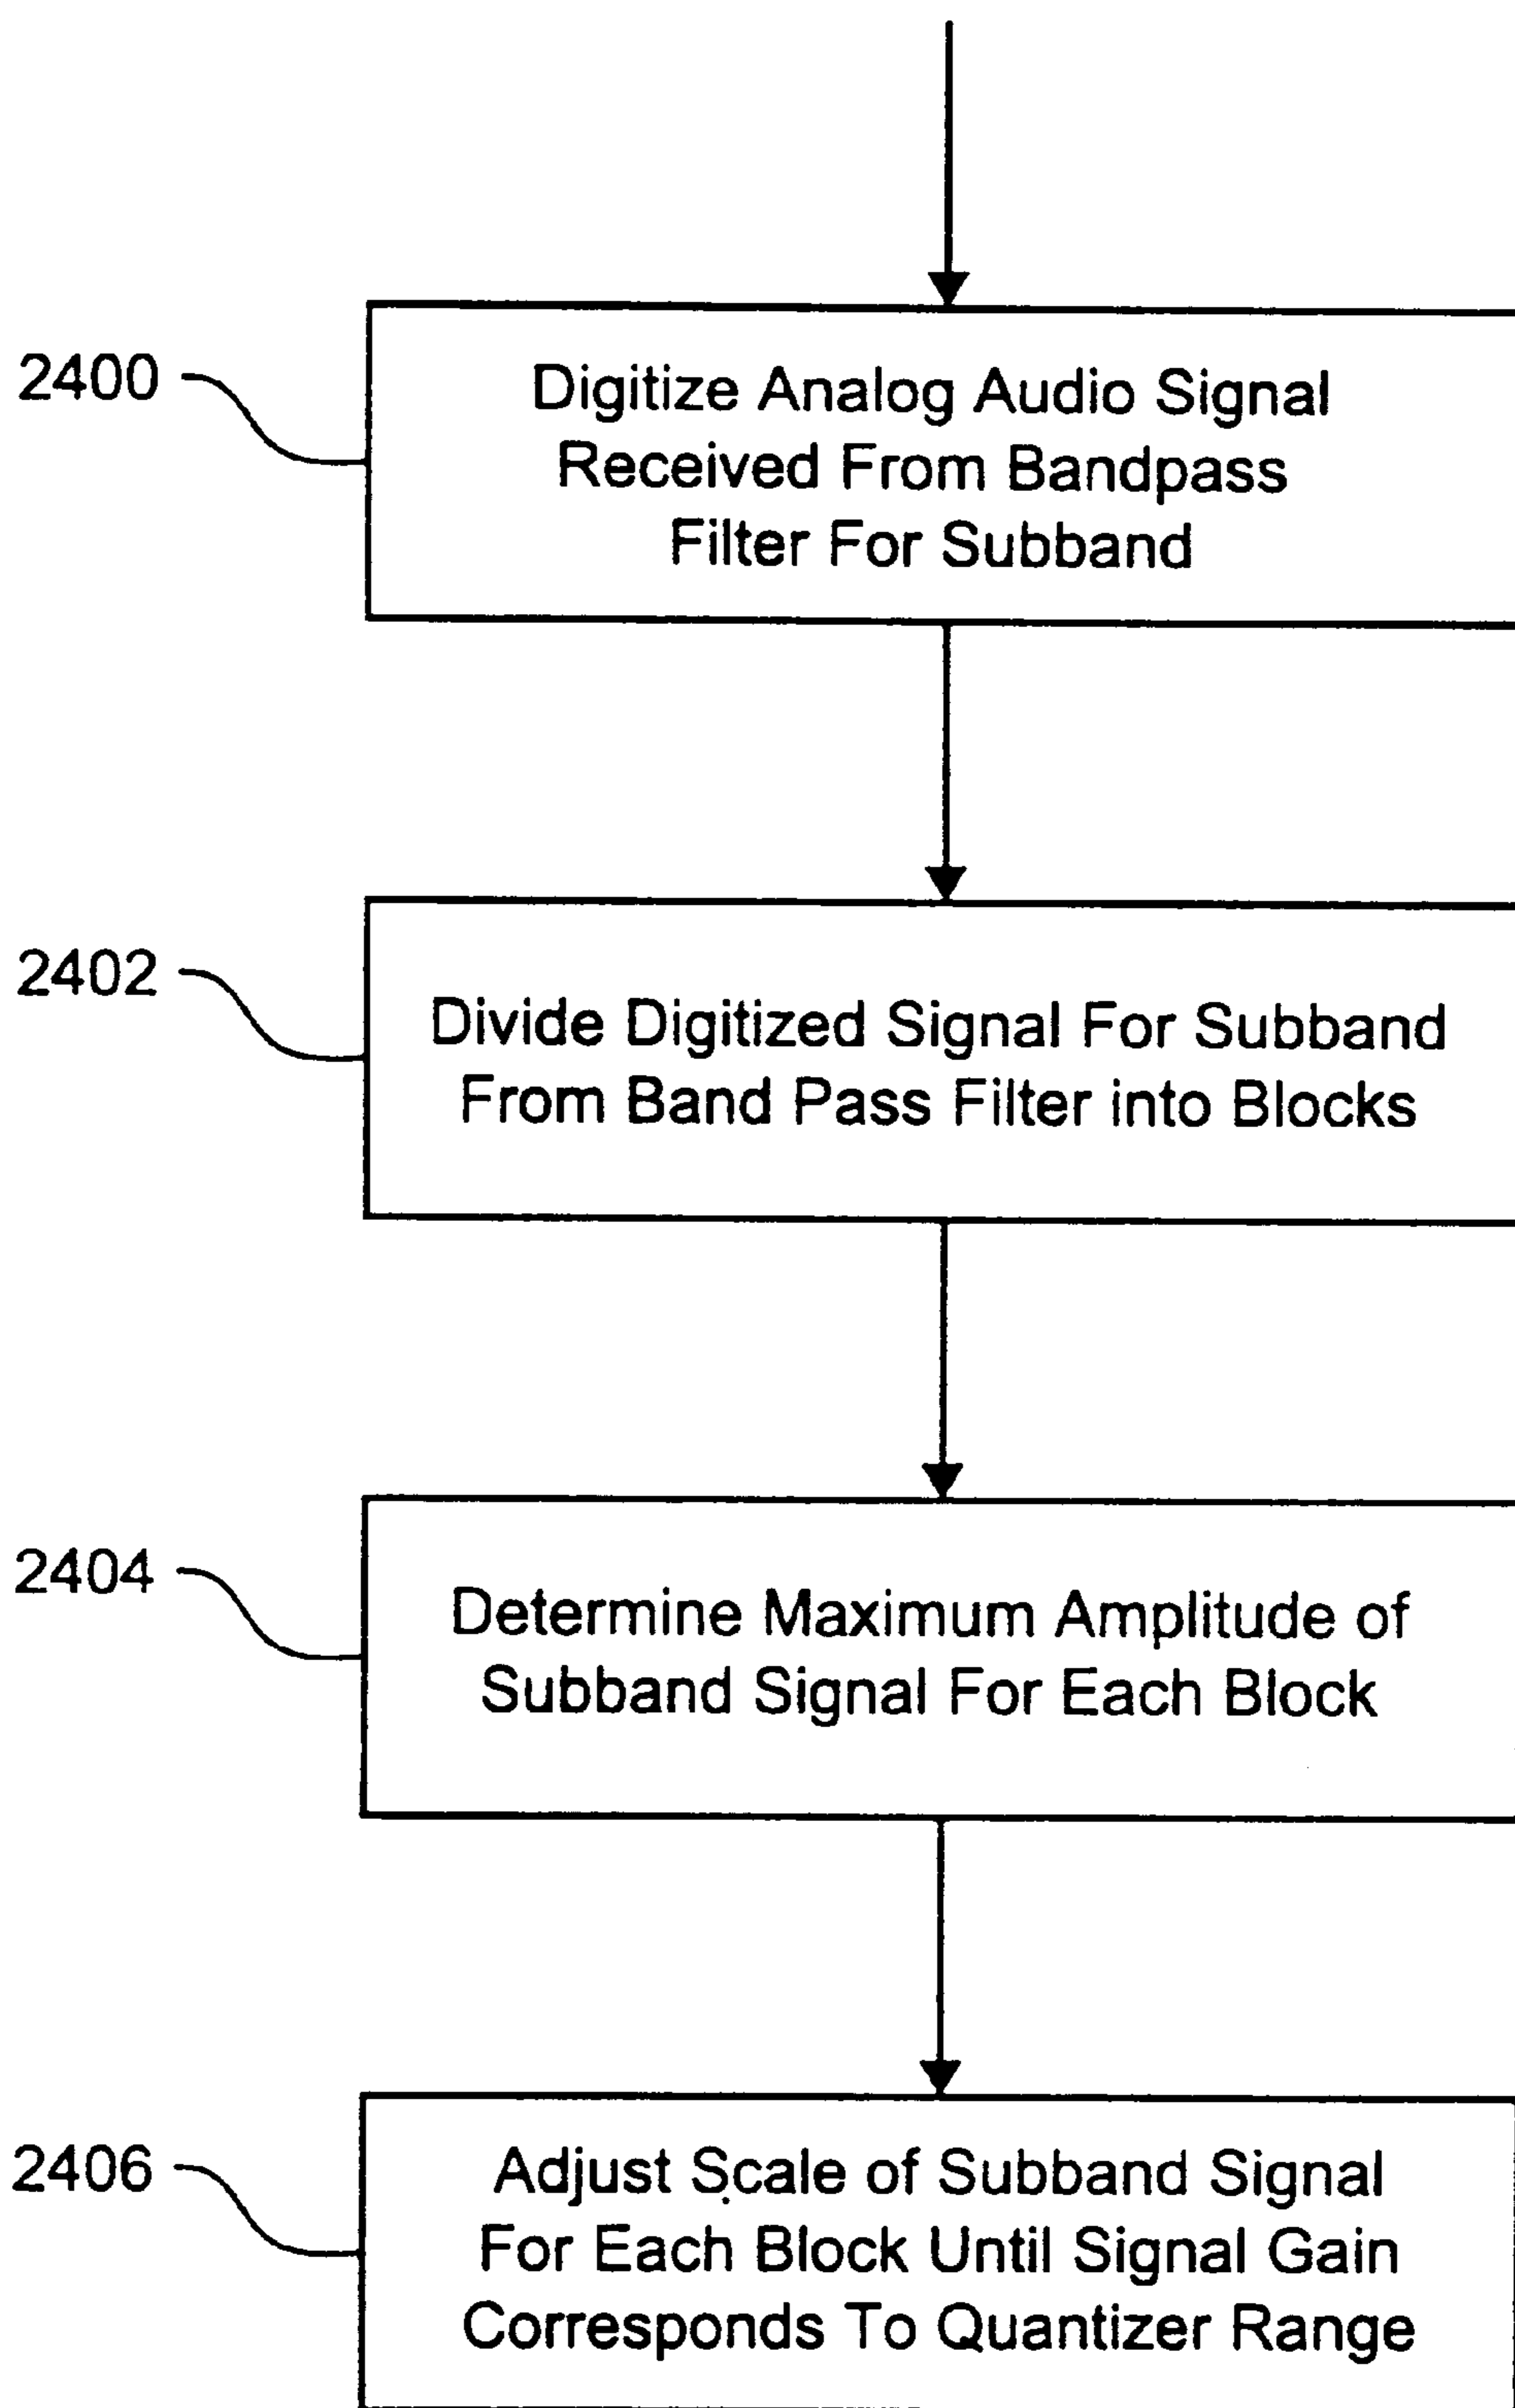 2400
Digitize Analog Audio Signal
Received From Bandpass
Filter For Subband
2402
Divide Digitized Signal For Subband
From Band Pass Filter into Blocks
2404
Determine Maximum Amplitude of
Subband Signal For Each Block
2406
Adjust Scale of Subband Signal
For Each Block Until Signal Gain
Corresponds To Quantizer Range